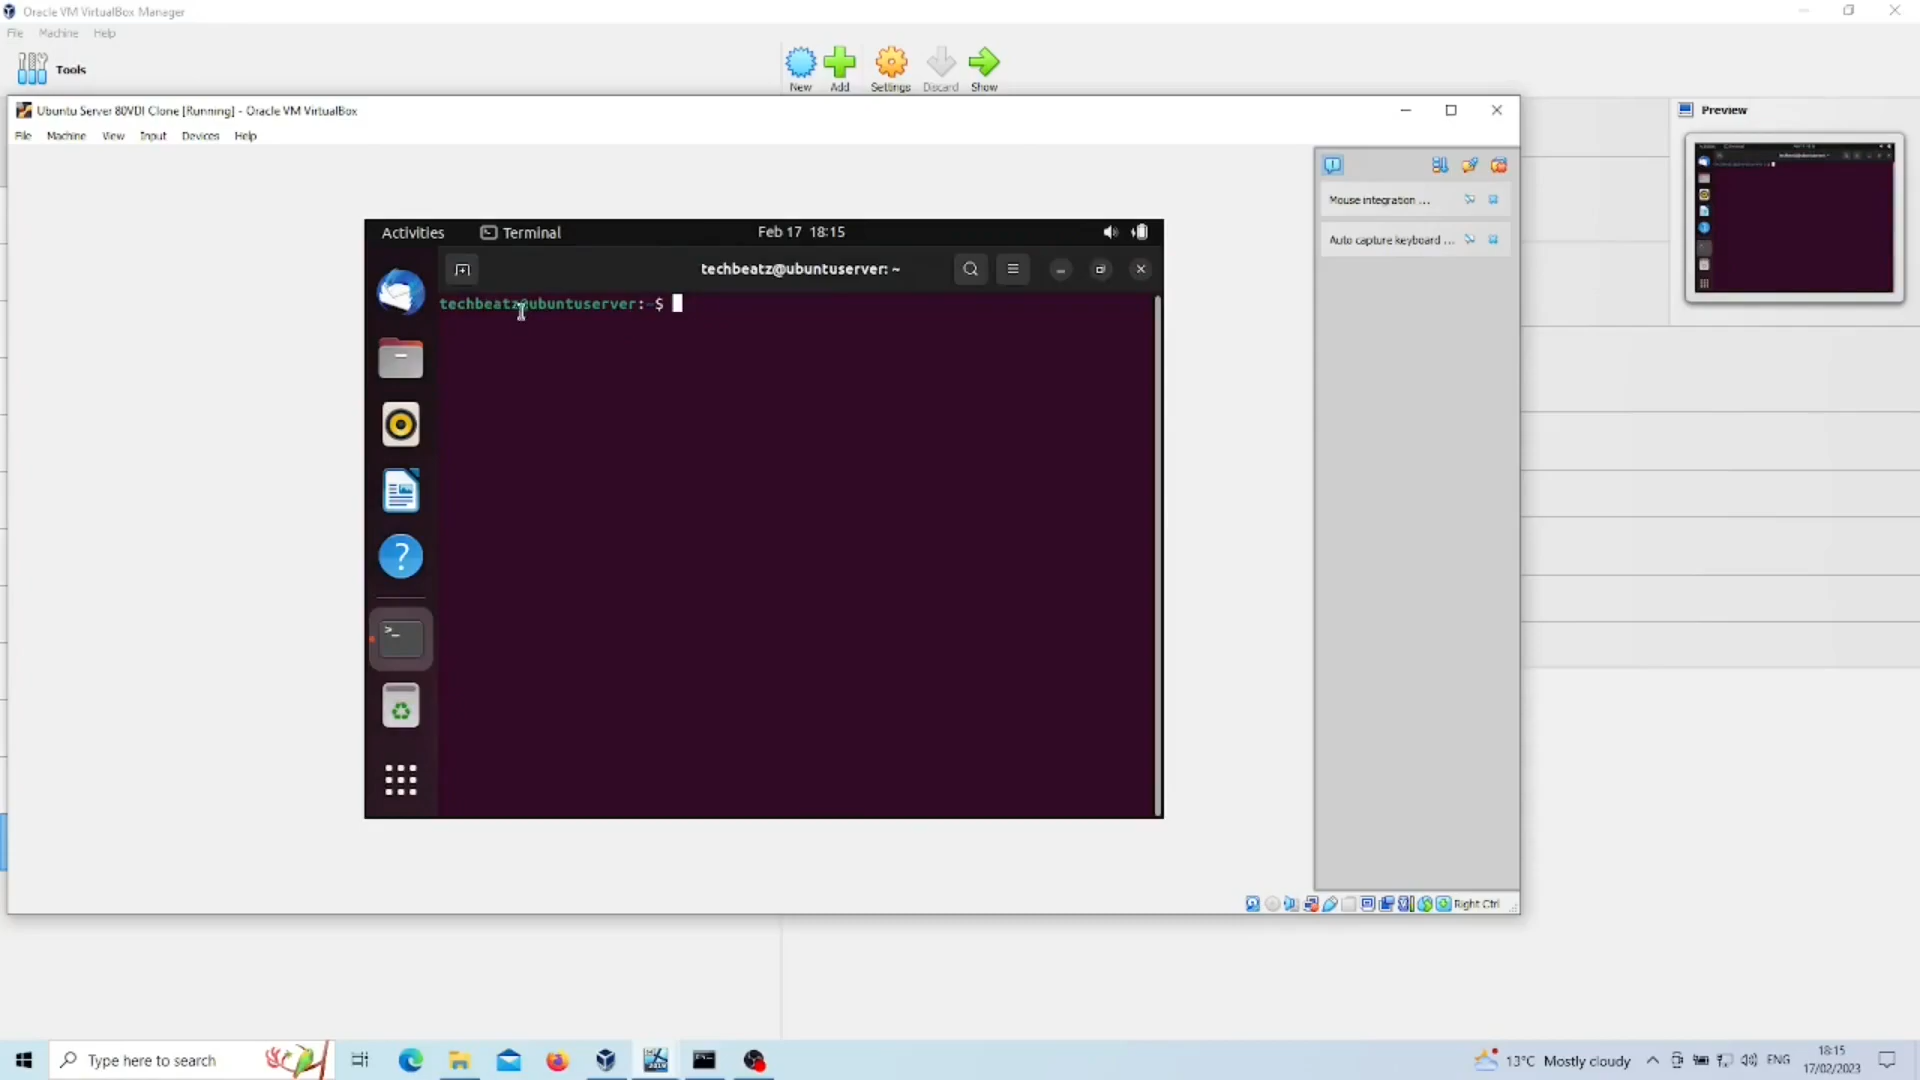 Oracle VM VirtualBox Manager
File Machine Help
Tools
New Add Settings Discard Show
Ubuntu Server 80VDI Clone [Running] - Oracle VM VirtualBox
File Machine View Input Devices Help
Preview
Mouse integration ...
Auto capture keyboard ...
Activities Terminal Feb 17 18:15
techbeatz@ubuntuserver: ~
techbeatz@ubuntuserver:~$
Right Ctrl
Type here to search
13°C Mostly cloudy
ENG
18:15
17/02/2023